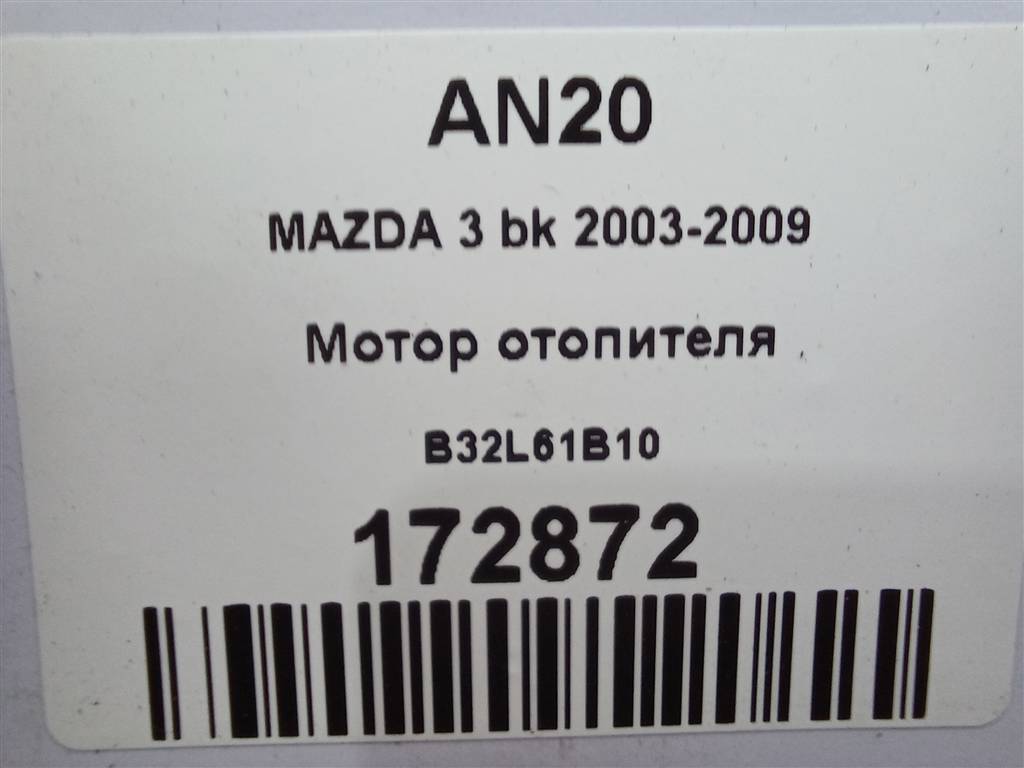 AN20
MAZDA 3 bk 2003-2009
Мотор отопителя
B32L61B10
172872